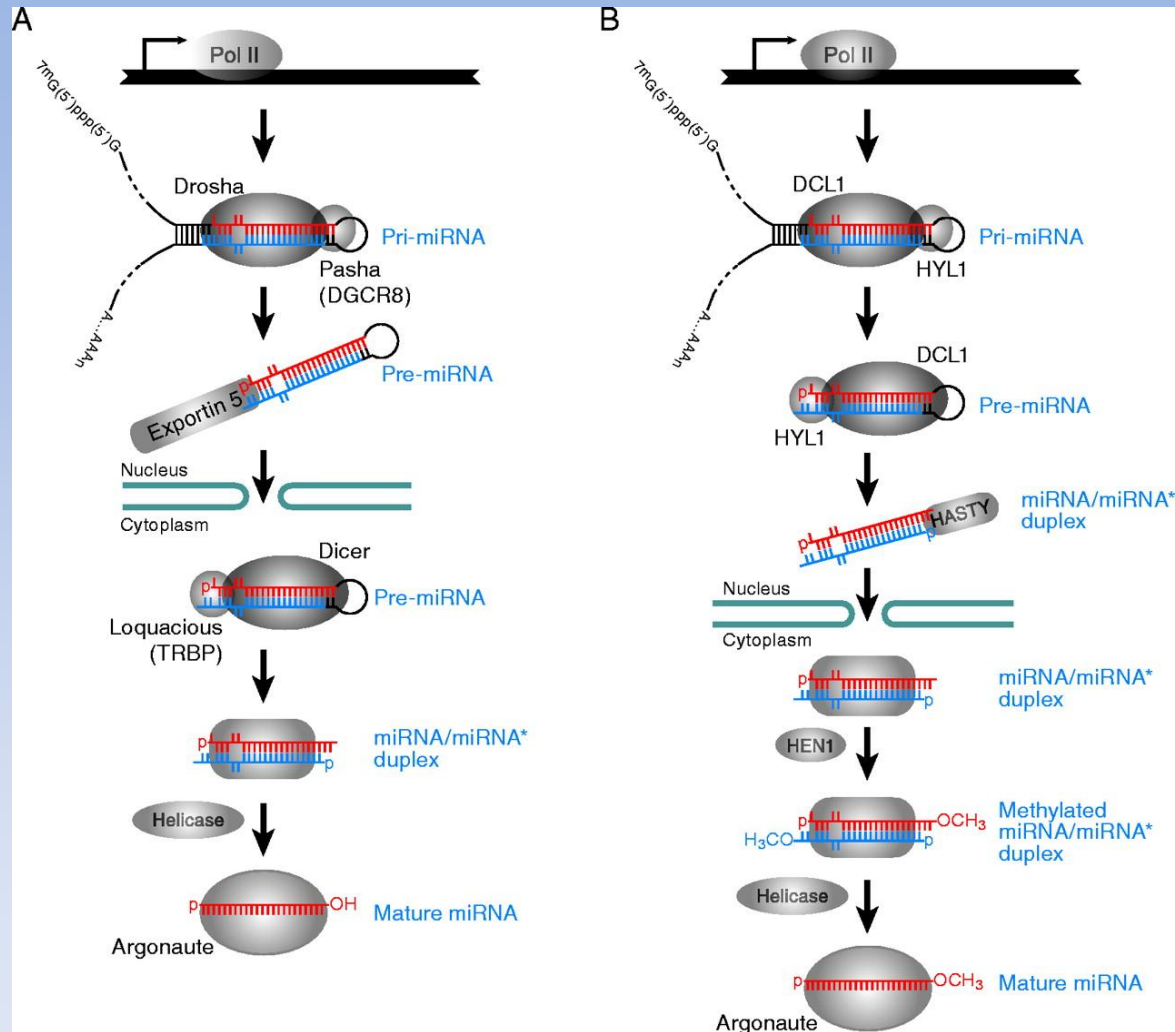 A
Pol II
7mG(5´)ppp(5´)G
Drosha
Pri-miRNA
Pasha
(DGCR8)
A....AAAn
Pre-miRNA
Exportin 5
Nucleus
Cytoplasm
Dicer
p
Pre-miRNA
Loquacious
(TRBP)
p
miRNA/miRNA*
duplex
p
Helicase
p
OH
Mature miRNA
Argonaute
B
Pol II
7mG(5´)ppp(5´)G
DCL1
Pri-miRNA
HYL1
A....AAAn
DCL1
p
Pre-miRNA
HYL1
miRNA/miRNA*
duplex
HASTY
p
p
Nucleus
Cytoplasm
p
miRNA/miRNA*
duplex
p
HEN1
p
OCH3
H3CO
p
Methylated
miRNA/miRNA*
duplex
Helicase
p
OCH3
Mature miRNA
Argonaute